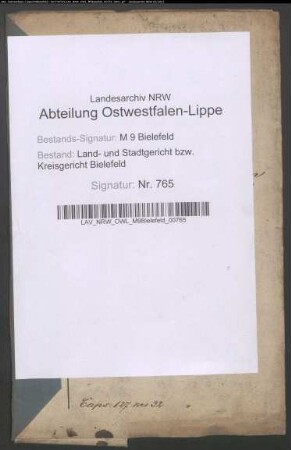 Landesarchiv NRW
Abteilung Ostwestfalen-Lippe
Bestands-Signatur: M 9 Bielefeld
Bestand: Land- und Stadtgericht bzw.
Kreisgericht Bielefeld
Signatur: Nr. 765
LAV_NRW_OWL_M9Bielefeld_00765